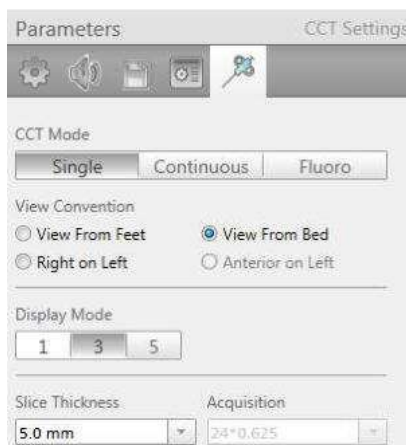 Parameters CCT Settings
CCT Mode
Single Continuous Fluoro
View Convention
View From Feet View From Bed
Right on Left Anterior on Left
Display Mode
1 3 5
Slice Thickness Acquisition
5.0 mm 24*0.625